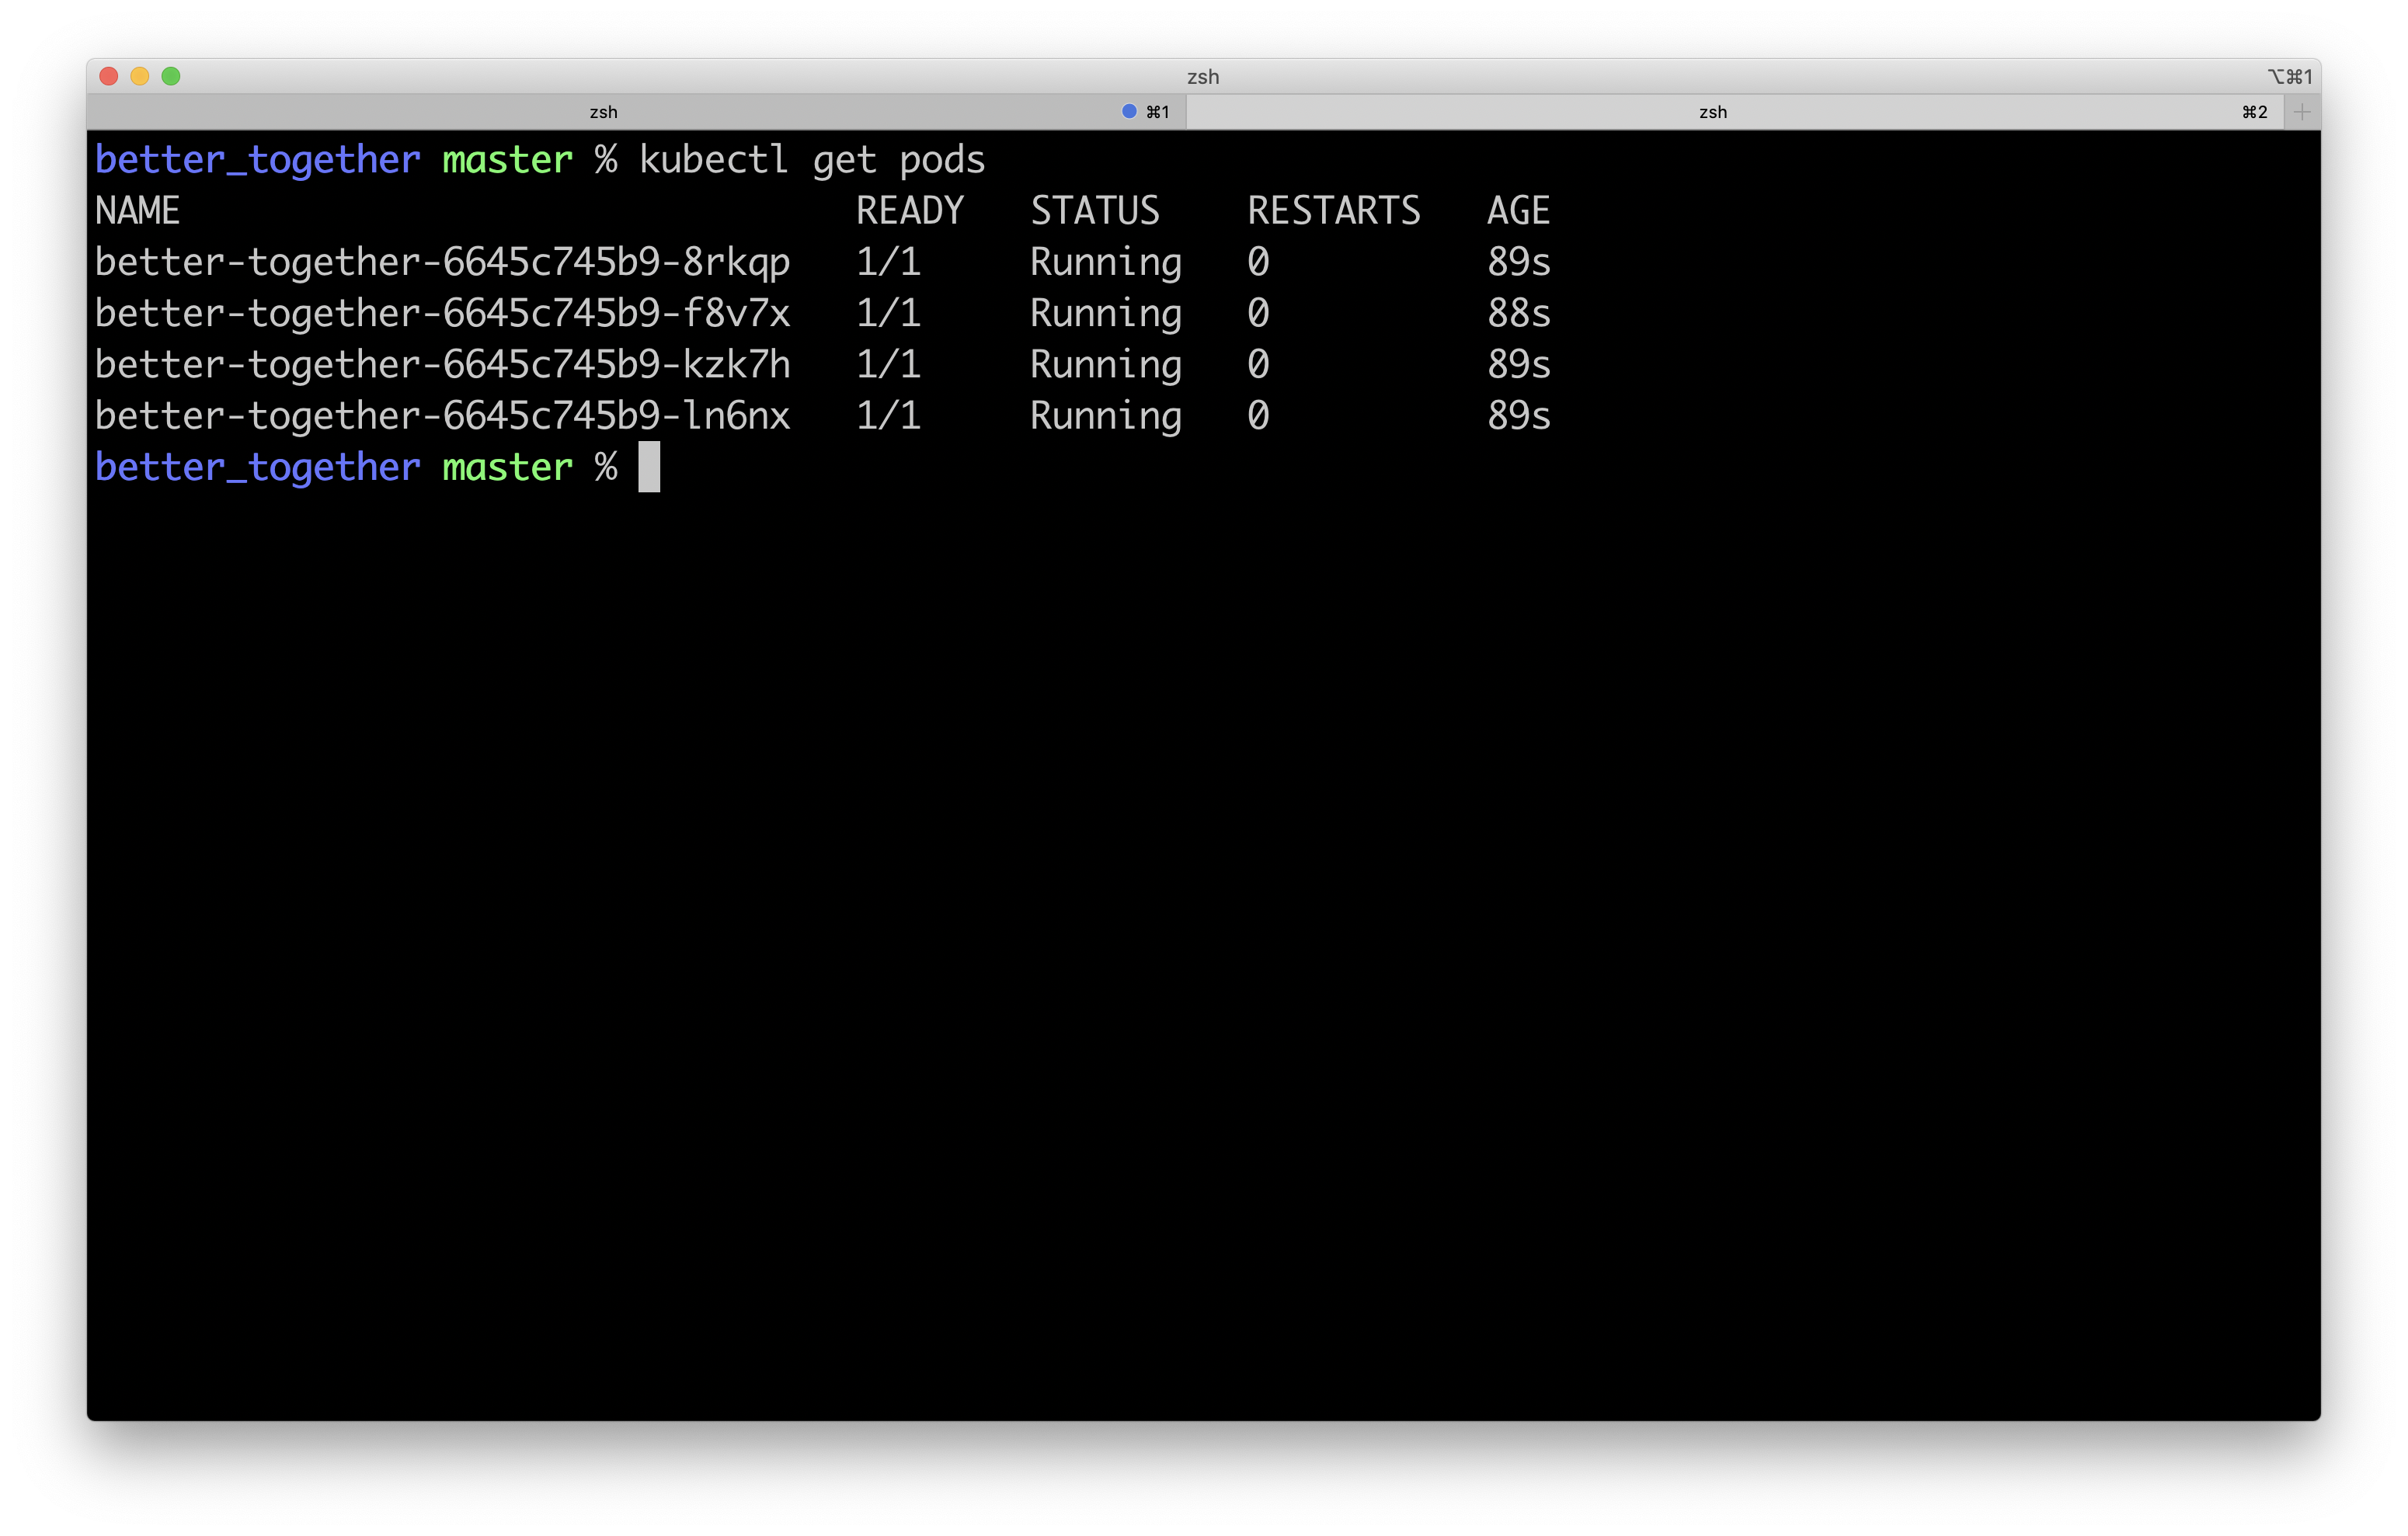 zsh ⌥⌘1
zsh ⌘1 zsh ⌘2 +
better_together master % kubectl get pods
NAME                               READY   STATUS    RESTARTS   AGE
better-together-6645c745b9-8rkqp   1/1     Running   0          89s
better-together-6645c745b9-f8v7x   1/1     Running   0          88s
better-together-6645c745b9-kzk7h   1/1     Running   0          89s
better-together-6645c745b9-ln6nx   1/1     Running   0          89s
better_together master %